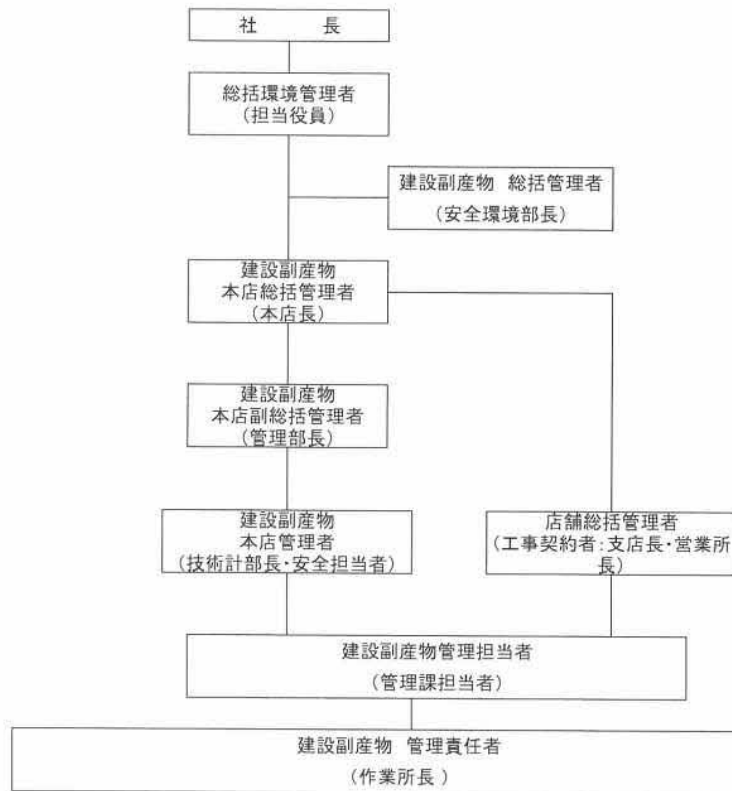 社 長
総括環境管理者
(担当役員)
建設副産物 総括管理者
(安全環境部長)
建設副産物
本店総括管理者
(本店長)
建設副産物
本店副総括管理者
(管理部長)
建設副産物
本店管理者
(技術計部長・安全担当者)
店舗総括管理者
(工事契約者:支店長・営業所
長)
建設副産物管理担当者
(管理課担当者)
建設副産物 管理責任者
(作業所長 )